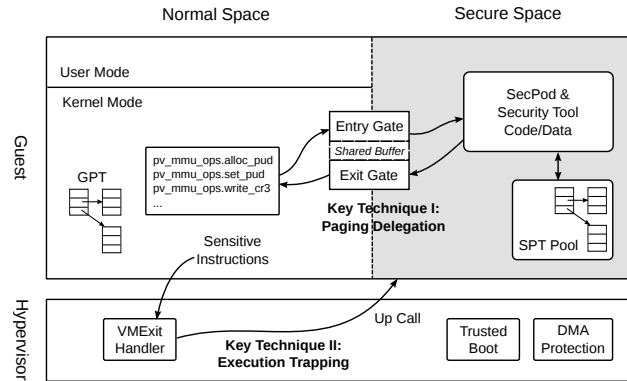 Normal Space
Secure Space
User Mode
Kernel Mode
Guest
GPT
pv_mmu_ops.alloc_pud
pv_mmu_ops.set_pud
pv_mmu_ops.write_cr3
...
Entry Gate
Shared Buffer
Exit Gate
SecPod &
Security Tool
Code/Data
Key Technique I:
Paging Delegation
SPT Pool
Sensitive
Instructions
Hypervisor
VMExit
Handler
Key Technique II:
Execution Trapping
Up Call
Trusted
Boot
DMA
Protection